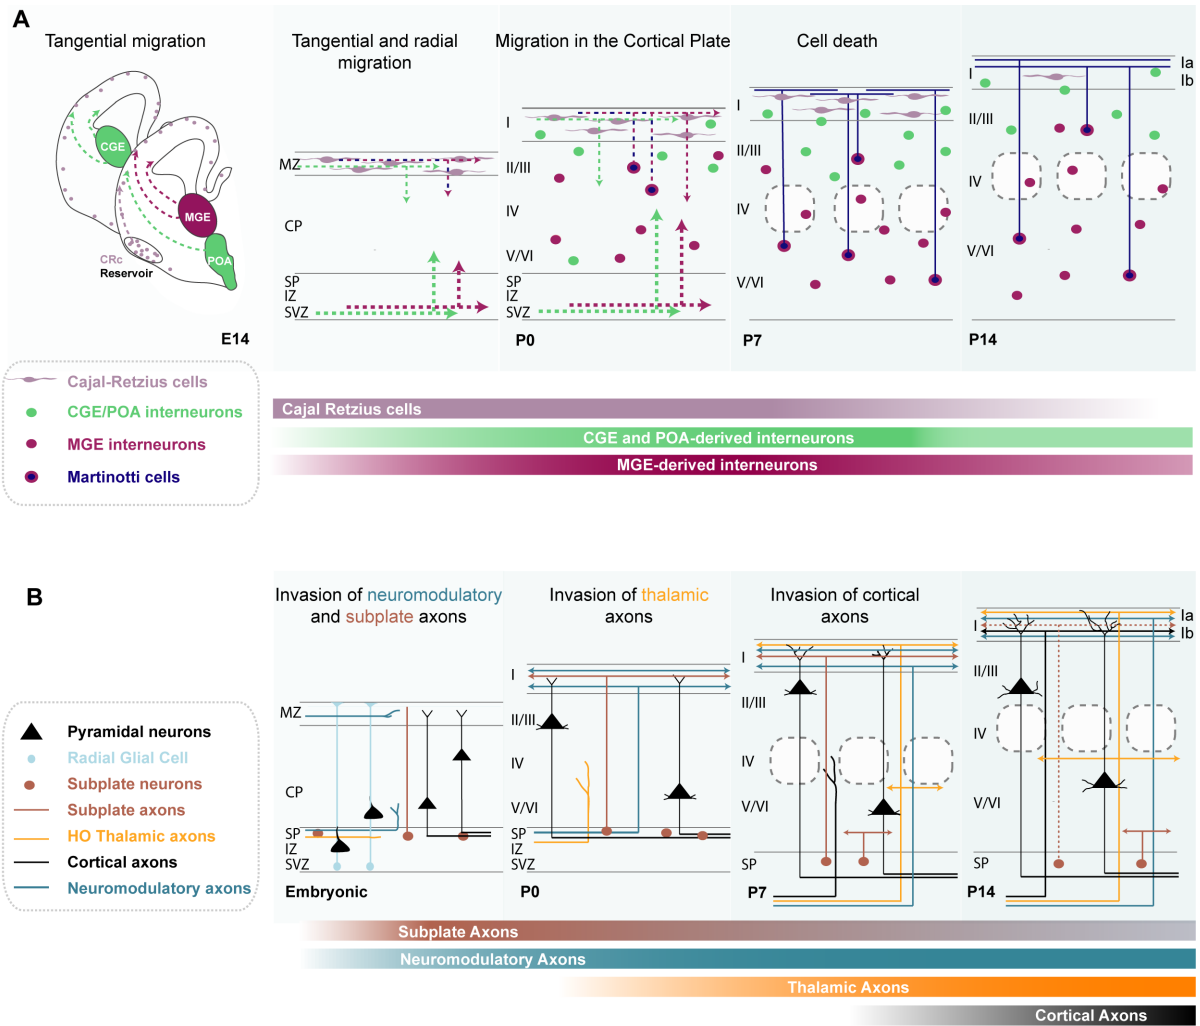 A
Tangential migration
Tangential and radial
migration
Migration in the Cortical Plate
Cell death
CGE
MGE
POA
CRc
Reservoir
E14
MZ
CP
SP
IZ
SVZ
I
II/III
IV
V/VI
P0
I
II/III
IV
V/VI
P7
I
Ia
Ib
II/III
IV
V/VI
P14
Cajal-Retzius cells
CGE/POA interneurons
MGE interneurons
Martinotti cells
Cajal Retzius cells
CGE and POA-derived interneurons
MGE-derived interneurons
B
Invasion of neuromodulatory
and subplate axons
Invasion of thalamic
axons
Invasion of cortical
axons
MZ
CP
SP
IZ
SVZ
Embryonic
I
II/III
IV
V/VI
SP
IZ
SVZ
P0
I
II/III
IV
V/VI
SP
P7
I
Ia
Ib
II/III
IV
V/VI
SP
P14
Pyramidal neurons
Radial Glial Cell
Subplate neurons
Subplate axons
HO Thalamic axons
Cortical axons
Neuromodulatory axons
Subplate Axons
Neuromodulatory Axons
Thalamic Axons
Cortical Axons